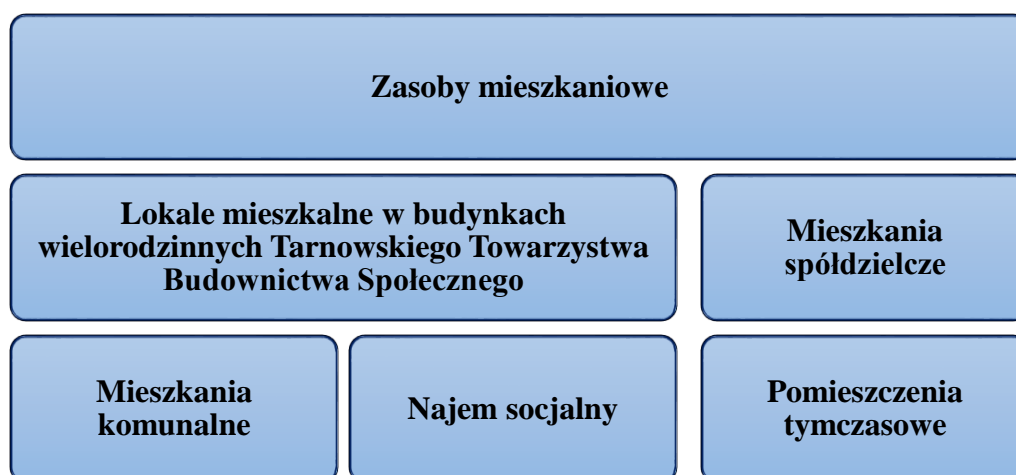 Zasoby mieszkaniowe
Lokale mieszkalne w budynkach
wielorodzinnych Tarnowskiego Towarzystwa
Budownictwa Społecznego
Mieszkania
spółdzielcze
Mieszkania
komunalne
Najem socjalny
Pomieszczenia
tymczasowe